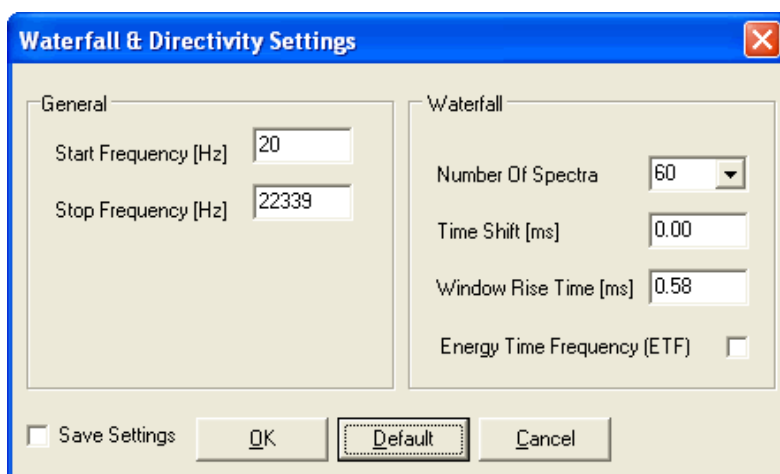 Waterfall & Directivity Settings
General
Start Frequency [Hz] 20
Stop Frequency [Hz] 22339
Waterfall
Number Of Spectra 60
Time Shift [ms] 0.00
Window Rise Time [ms] 0.58
Energy Time Frequency (ETF)
Save Settings OK Default Cancel